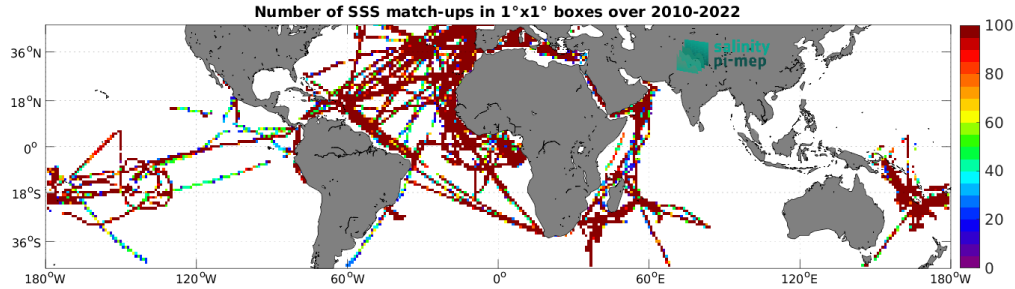 Number of SSS match-ups in 1°x1° boxes over 2010-2022
salinity
pi-mep
36°N
18°N
0°
18°S
36°S
180°W
120°W
60°W
0°
60°E
120°E
180°W
100
80
60
40
20
0